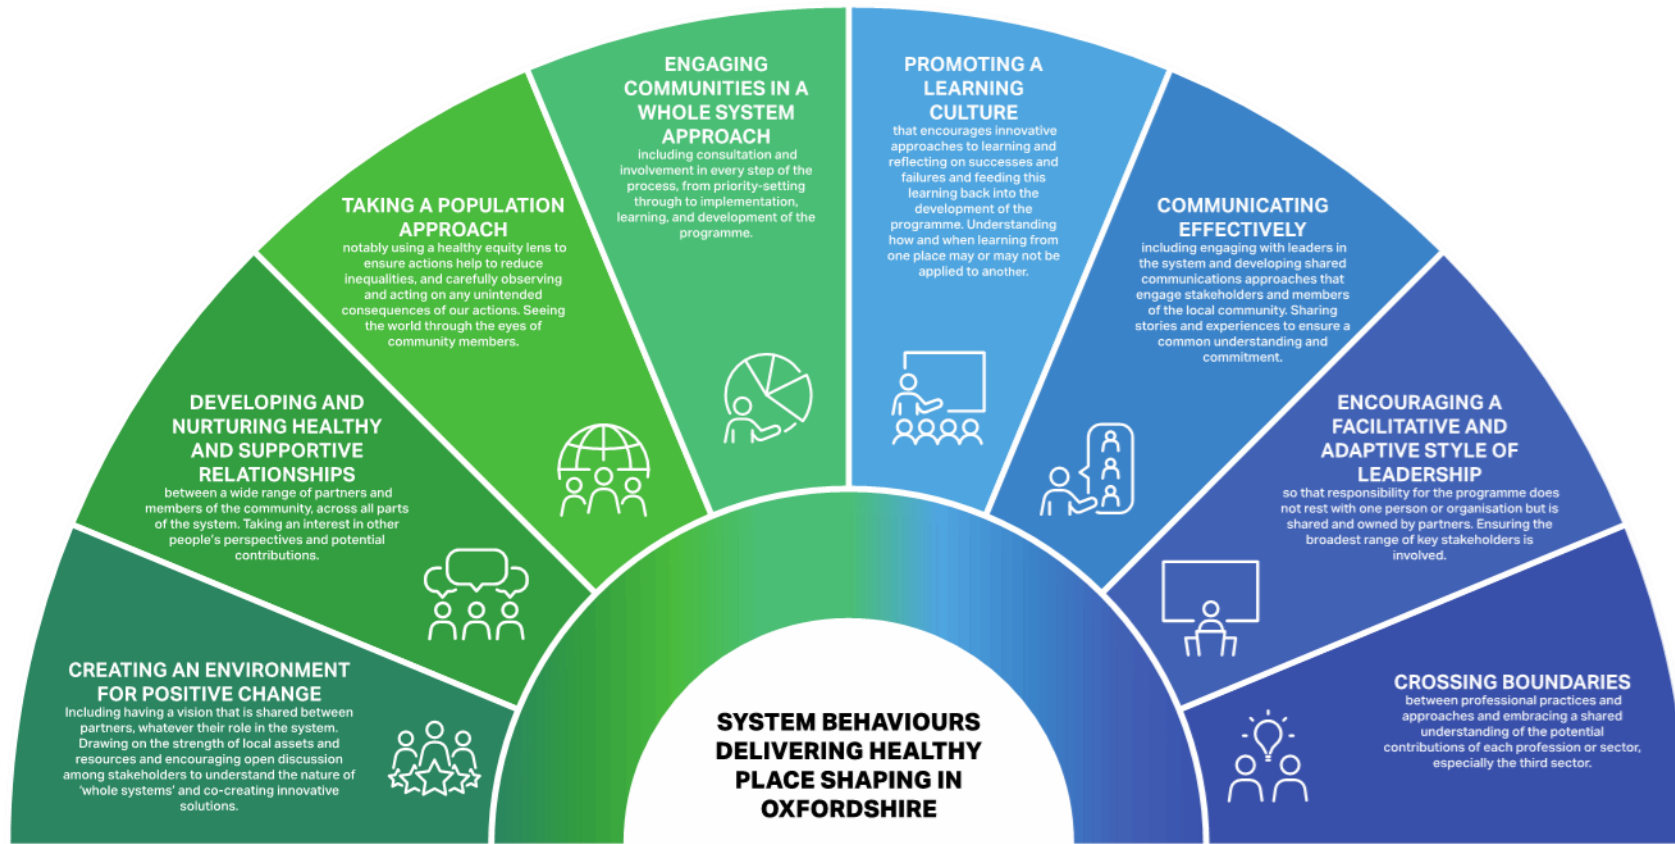 CREATING AN ENVIRONMENT
FOR POSITIVE CHANGE
Including having a vision that is shared between
partners, whatever their role in the system.
Drawing on the strength of local assets and
resources and encouraging open discussion
among stakeholders to understand the nature of
'whole systems' and co-creating innovative
solutions.
DEVELOPING AND
NURTURING HEALTHY
AND SUPPORTIVE
RELATIONSHIPS
between a wide range of partners and
members of the community, across all parts
of the system. Taking an interest in other
people's perspectives and potential
contributions.
TAKING A POPULATION
APPROACH
notably using a healthy equity lens to
ensure actions help to reduce
inequalities, and carefully observing
and acting on any unintended
consequences of our actions. Seeing
the world through the eyes of
community members.
ENGAGING
COMMUNITIES IN A
WHOLE SYSTEM
APPROACH
including consultation and
involvement in every step of the
process, from priority-setting
through to implementation,
learning, and development of the
programme.
PROMOTING A
LEARNING
CULTURE
that encourages innovative
approaches to learning and
reflecting on successes and
failures and feeding this
learning back into the
development of the
programme. Understanding
how and when learning from
one place may or may not be
applied to another.
COMMUNICATING
EFFECTIVELY
including engaging with leaders in
the system and developing shared
communications approaches that
engage stakeholders and members
of the local community. Sharing
stories and experiences to ensure a
common understanding and
commitment.
ENCOURAGING A
FACILITATIVE AND
ADAPTIVE STYLE OF
LEADERSHIP
so that responsibility for the programme does
not rest with one person or organisation but is
shared and owned by partners. Ensuring the
broadest range of key stakeholders is
involved.
CROSSING BOUNDARIES
between professional practices and
approaches and embracing a shared
understanding of the potential
contributions of each profession or sector,
especially the third sector.
SYSTEM BEHAVIOURS
DELIVERING HEALTHY
PLACE SHAPING IN
OXFORDSHIRE